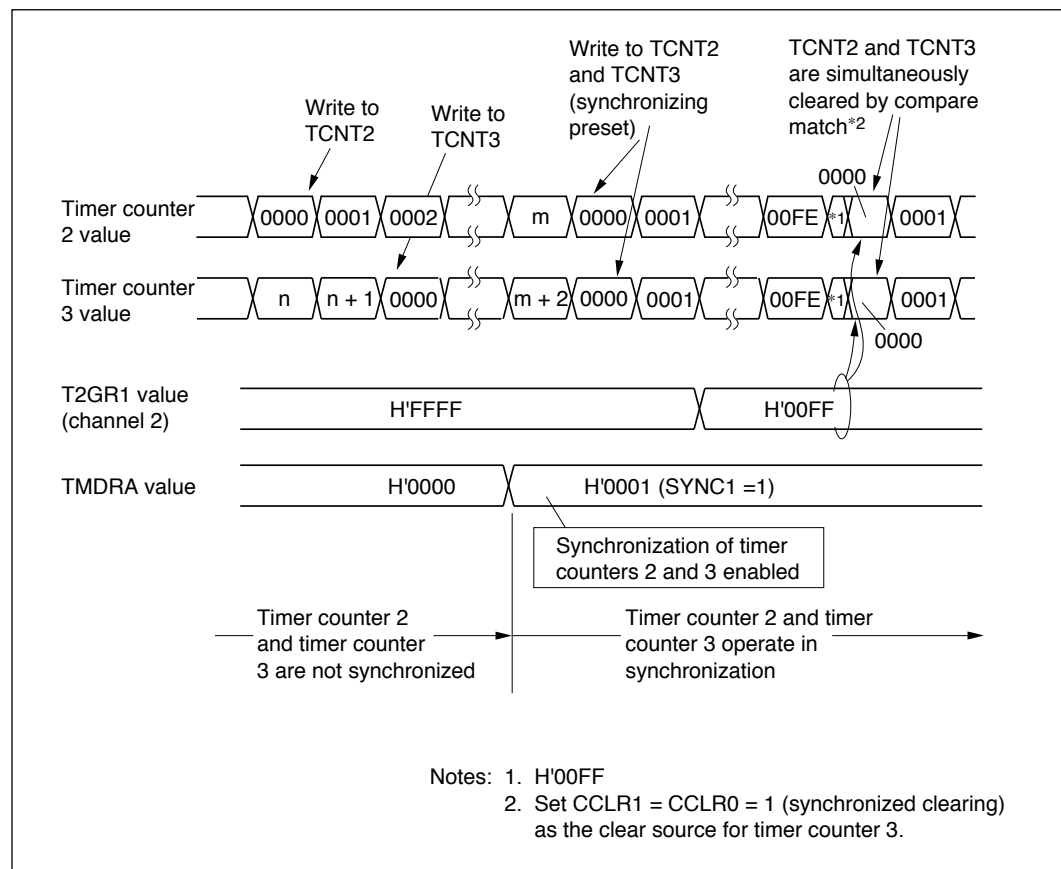 Write to
TCNT2
Write to
TCNT3
Write to TCNT2
and TCNT3
(synchronizing
preset)
TCNT2 and TCNT3
are simultaneously
cleared by compare
match*2
0000
Timer counter
2 value
0000 0001 0002 m 0000 0001 00FE *1 0001
Timer counter
3 value
n n + 1 0000 m + 2 0000 0001 00FE *1 0001
0000
T2GR1 value
(channel 2)
H'FFFF H'00FF
TMDRA value
H'0000 H'0001 (SYNC1 =1)
Synchronization of timer
counters 2 and 3 enabled
Timer counter 2
and timer counter
3 are not synchronized
Timer counter 2 and timer
counter 3 operate in
synchronization
Notes: 1. H'00FF
2. Set CCLR1 = CCLR0 = 1 (synchronized clearing)
as the clear source for timer counter 3.